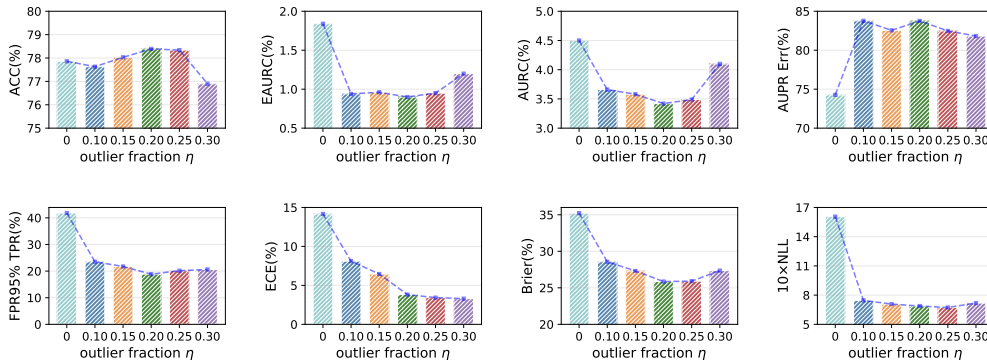 80
79
78
77
76
75
ACC(%)
0 0.10 0.15 0.20 0.25 0.30
outlier fraction η
2.0
1.5
1.0
0.5
EAURC(%)
0 0.10 0.15 0.20 0.25 0.30
outlier fraction η
5.0
4.5
4.0
3.5
3.0
AURC(%)
0 0.10 0.15 0.20 0.25 0.30
outlier fraction η
85
80
75
70
AUPR Err(%)
0 0.10 0.15 0.20 0.25 0.30
outlier fraction η
40
30
20
10
0
FPR95% TPR(%)
0 0.10 0.15 0.20 0.25 0.30
outlier fraction η
15
10
5
0
ECE(%)
0 0.10 0.15 0.20 0.25 0.30
outlier fraction η
35
30
25
20
Brier(%)
0 0.10 0.15 0.20 0.25 0.30
outlier fraction η
17
14
11
8
5
10×NLL
0 0.10 0.15 0.20 0.25 0.30
outlier fraction η